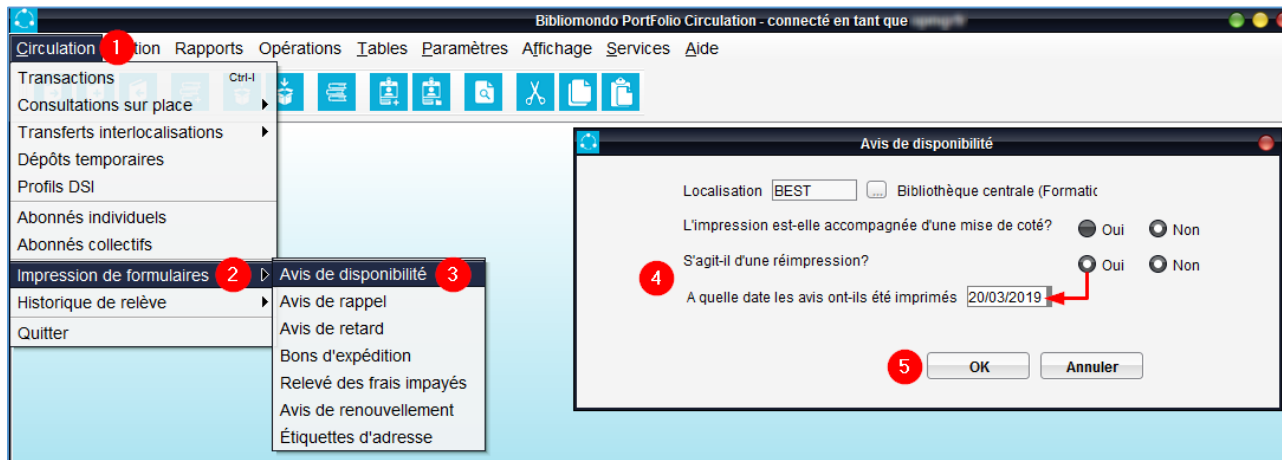 Bibliomondo PortFolio Circulation - connecté en tant que
Circulation 1 tion Rapports Opérations Tables Paramètres Affichage Services Aide
Transactions Ctrl-I
Consultations sur place
Transferts interlocalisations
Dépôts temporaires
Profils DSI
Abonnés individuels
Abonnés collectifs
Impression de formulaires 2
Historique de relève
Quitter
Avis de disponibilité 3
Avis de rappel
Avis de retard
Bons d'expédition
Relevé des frais impayés
Avis de renouvellement
Étiquettes d'adresse
Avis de disponibilité
Localisation BEST ... Bibliothèque centrale (Formatic
L'impression est-elle accompagnée d'une mise de coté? Oui Non
4 S'agit-il d'une réimpression? Oui Non
A quelle date les avis ont-ils été imprimés 20/03/2019
5 OK Annuler